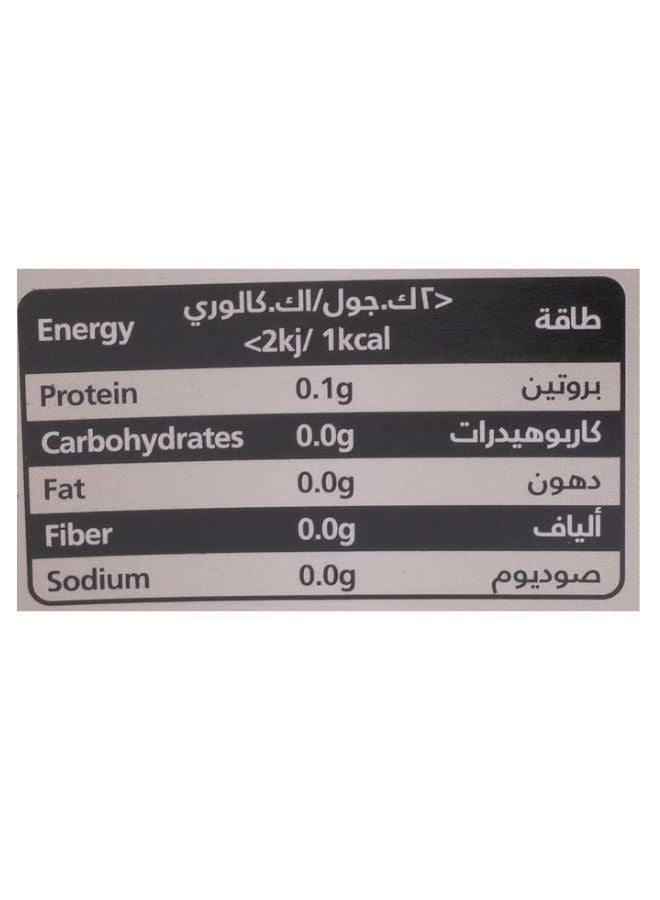 Energy <٢ك.جول/١ك.كالوري طاقة
<2kj/ 1kcal
Protein 0.1g بروتين
Carbohydrates 0.0g كاربوهيدرات
Fat 0.0g دهون
Fiber 0.0g ألياف
Sodium 0.0g صوديوم